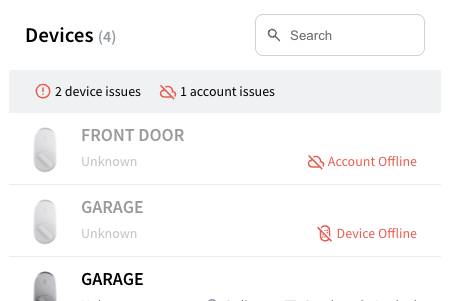 Devices (4)
Search
2 device issues
1 account issues
FRONT DOOR
Unknown
Account Offline
GARAGE
Unknown
Device Offline
GARAGE